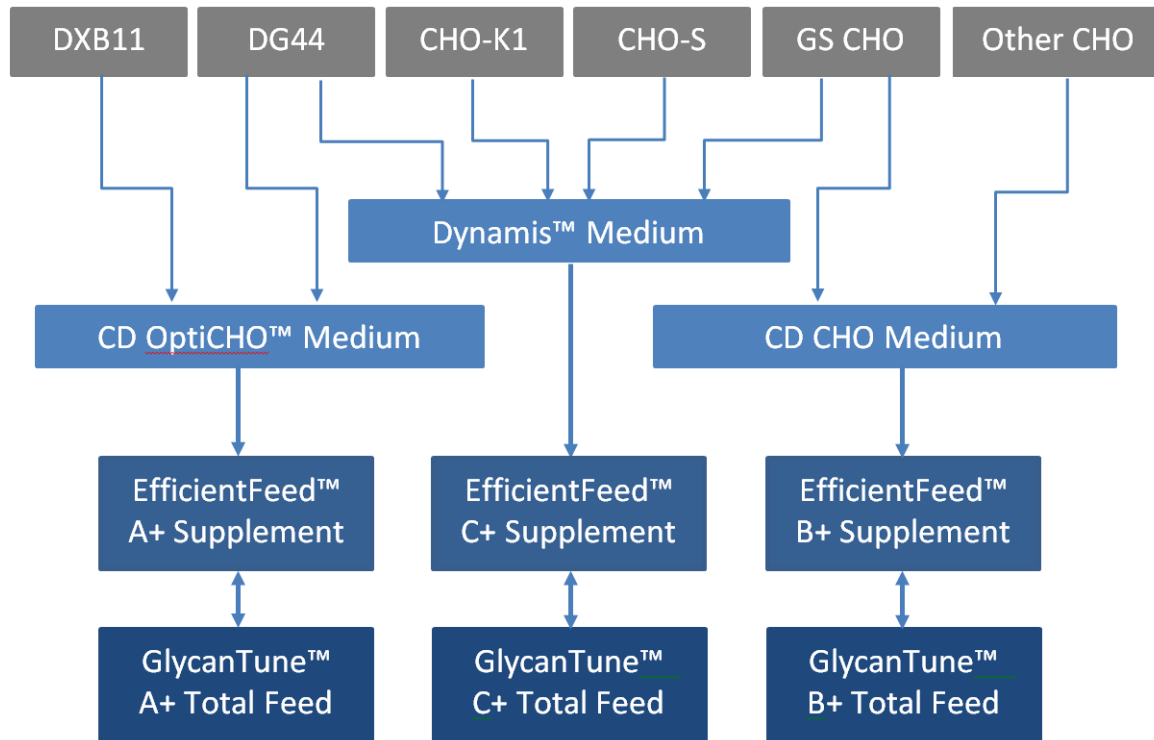 DXB11
DG44
CHO-K1
CHO-S
GS CHO
Other CHO
Dynamis™ Medium
CD OptiCHO™ Medium
CD CHO Medium
EfficientFeed™
A+ Supplement
EfficientFeed™
C+ Supplement
EfficientFeed™
B+ Supplement
GlycanTune™
A+ Total Feed
GlycanTune™
C+ Total Feed
GlycanTune™
B+ Total Feed